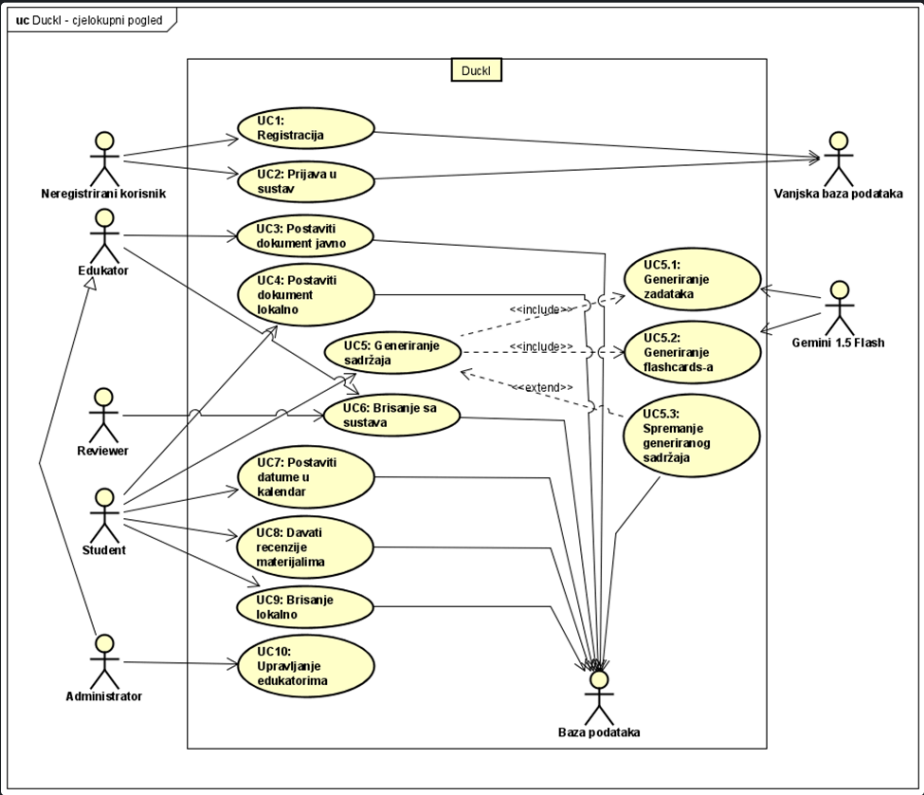 uc Duckl - cjelokupni pogled
Duckl
UC1:
Registracija
Neregistrirani korisnik
UC2: Prijava u
sustav
Vanjska baza podataka
UC3: Postaviti
dokument javno
Edukator
UC4: Postaviti
dokument
lokalno
UC5.1:
Generiranje
zadataka
<<include>>
Gemini 1.5 Flash
UC5: Generiranje
sadržaja
<<include>>
UC5.2:
Generiranje
flashcards-a
<<extend>>
UC6: Brisanje sa
sustava
UC5.3:
Spremanje
generiranog
sadržaja
Reviewer
UC7: Postaviti
datume u
kalendar
Student
UC8: Davati
recenzije
materijalima
UC9: Brisanje
lokalno
UC10:
Upravljanje
edukatorima
Administrator
Baza podataka